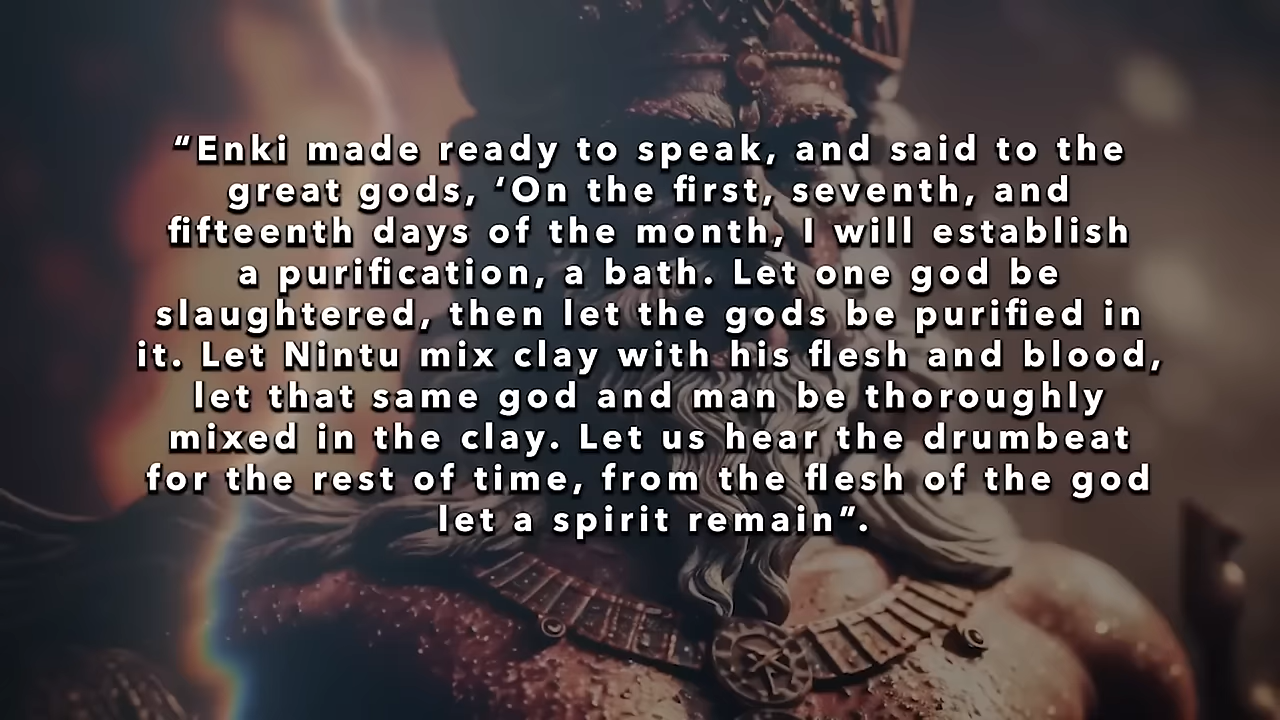 “Enki made ready to speak, and said to the
great gods, ‘On the first, seventh, and
fifteenth days of the month, I will establish
a purification, a bath. Let one god be
slaughtered, then let the gods be purified in
it. Let Nintu mix clay with his flesh and blood,
let that same god and man be thoroughly
mixed in the clay. Let us hear the drumbeat
for the rest of time, from the flesh of the god
let a spirit remain”.